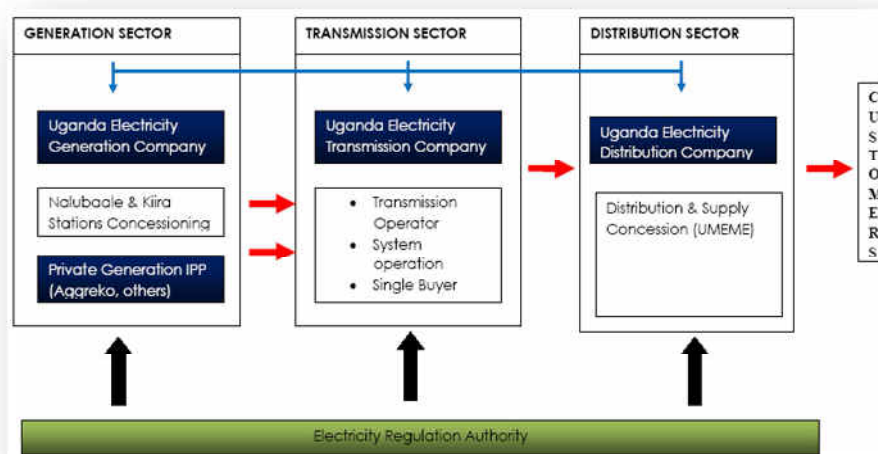 GENERATION SECTOR
Uganda Electricity
Generation Company
Nalubaale & Kiira
Stations Concessioning
Private Generation IPP
(Aggreko, others)
TRANSMISSION SECTOR
Uganda Electricity
Transmission Company
• Transmission
Operator
• System
operation
• Single Buyer
DISTRIBUTION SECTOR
Uganda Electricity
Distribution Company
Distribution & Supply
Concession (UMEME)
C
U
S
T
O
M
E
R
S
Electricity Regulation Authority